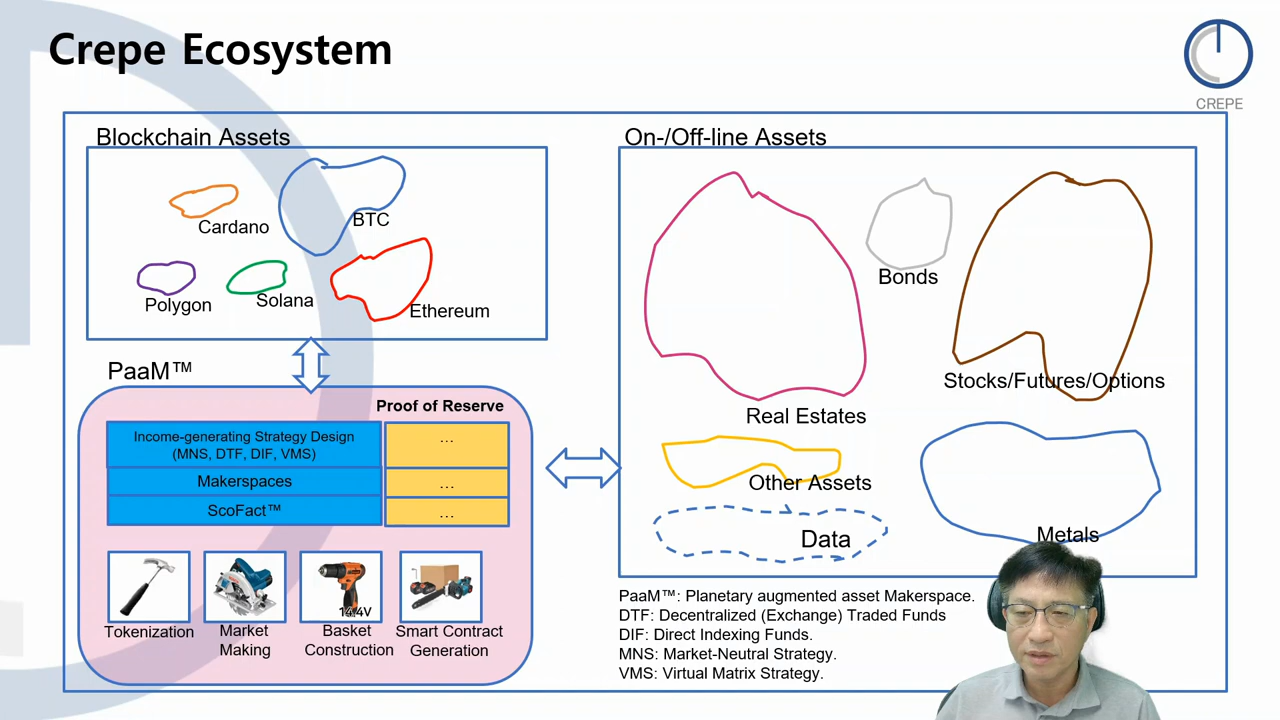 Crepe Ecosystem
CREPE
Blockchain Assets
Cardano
BTC
Polygon
Solana
Ethereum
On-/Off-line Assets
Bonds
Real Estates
Stocks/Futures/Options
Other Assets
Data
Metals
PaaM™
Proof of Reserve
Income-generating Strategy Design
(MNS, DTF, DIF, VMS)
...
Makerspaces
...
ScoFact™
...
14.4V
Tokenization
Market
Making
Basket
Construction
Smart Contract
Generation
PaaM™: Planetary augmented asset Makerspace.
DTF: Decentralized (Exchange) Traded Funds
DIF: Direct Indexing Funds.
MNS: Market-Neutral Strategy.
VMS: Virtual Matrix Strategy.